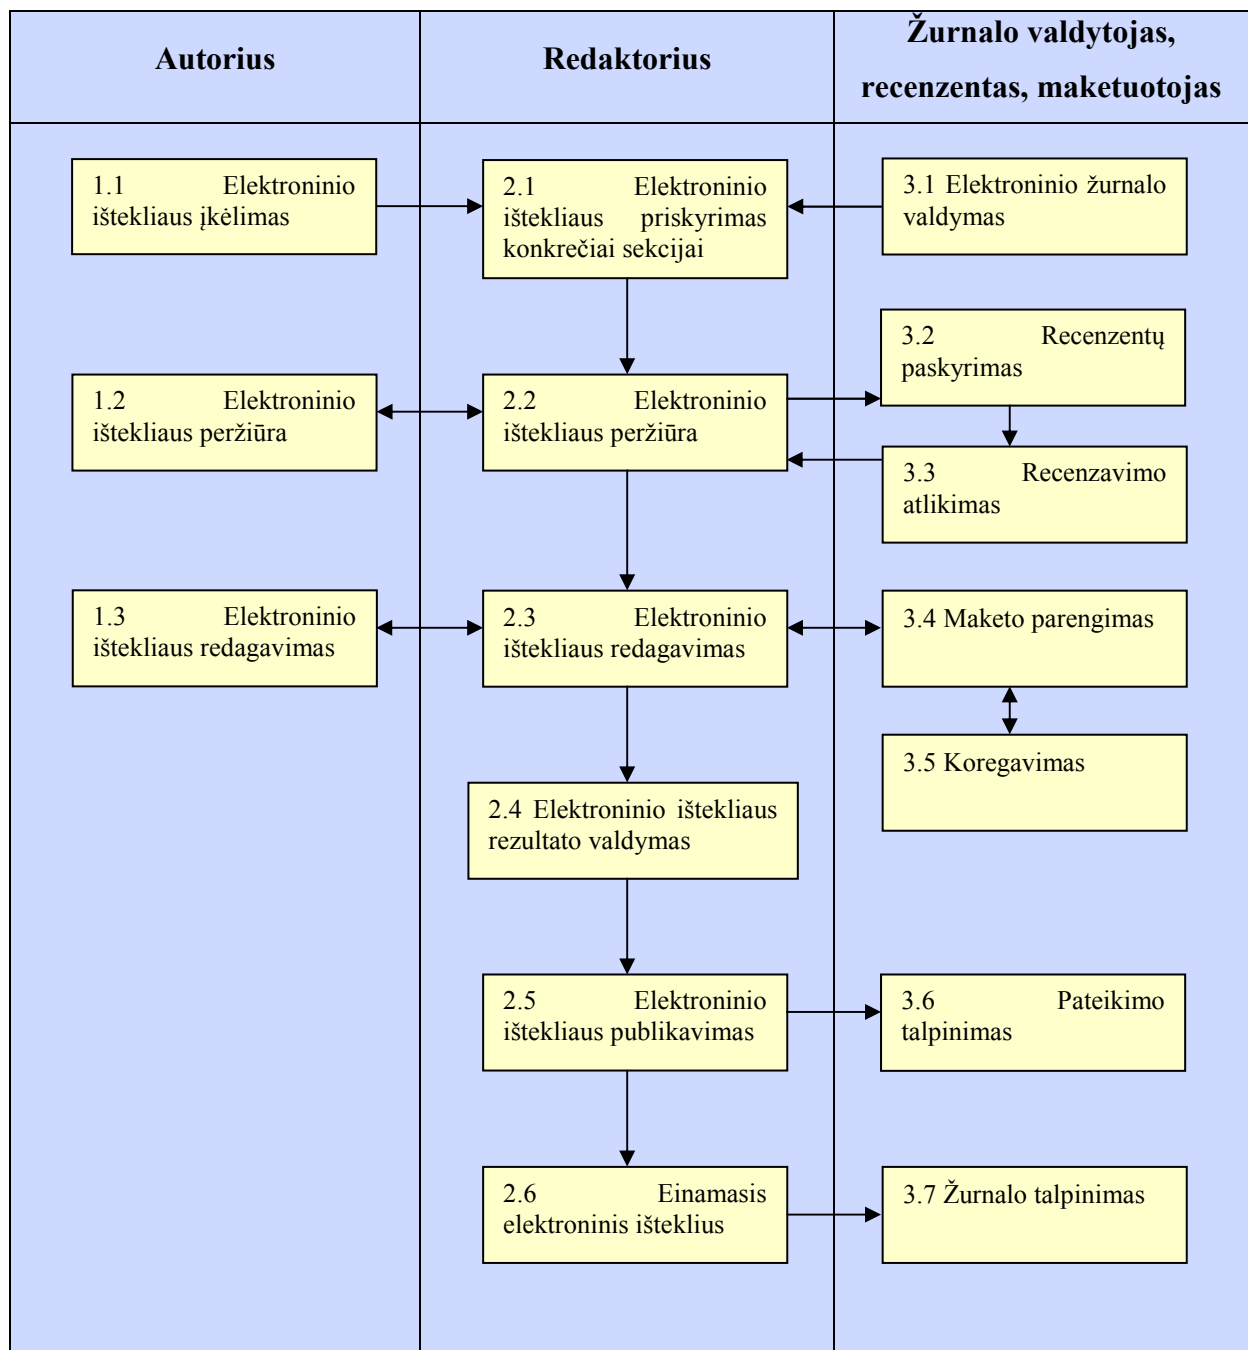 Autorius
Redaktorius
Žurnalo valdytojas,
recenzentas, maketuotojas
1.1 Elektroninio
ištekliaus įkėlimas
2.1 Elektroninio
ištekliaus priskyrimas
konkrečiai sekcijai
3.1 Elektroninio žurnalo
valdymas
3.2 Recenzentų
paskyrimas
1.2 Elektroninio
ištekliaus peržiūra
2.2 Elektroninio
ištekliaus peržiūra
3.3 Recenzavimo
atlikimas
1.3 Elektroninio
ištekliaus redagavimas
2.3 Elektroninio
ištekliaus redagavimas
3.4 Maketo parengimas
3.5 Koregavimas
2.4 Elektroninio ištekliaus
rezultato valdymas
2.5 Elektroninio
ištekliaus publikavimas
3.6 Pateikimo
talpinimas
2.6 Einamasis
elektroninis išteklius
3.7 Žurnalo talpinimas